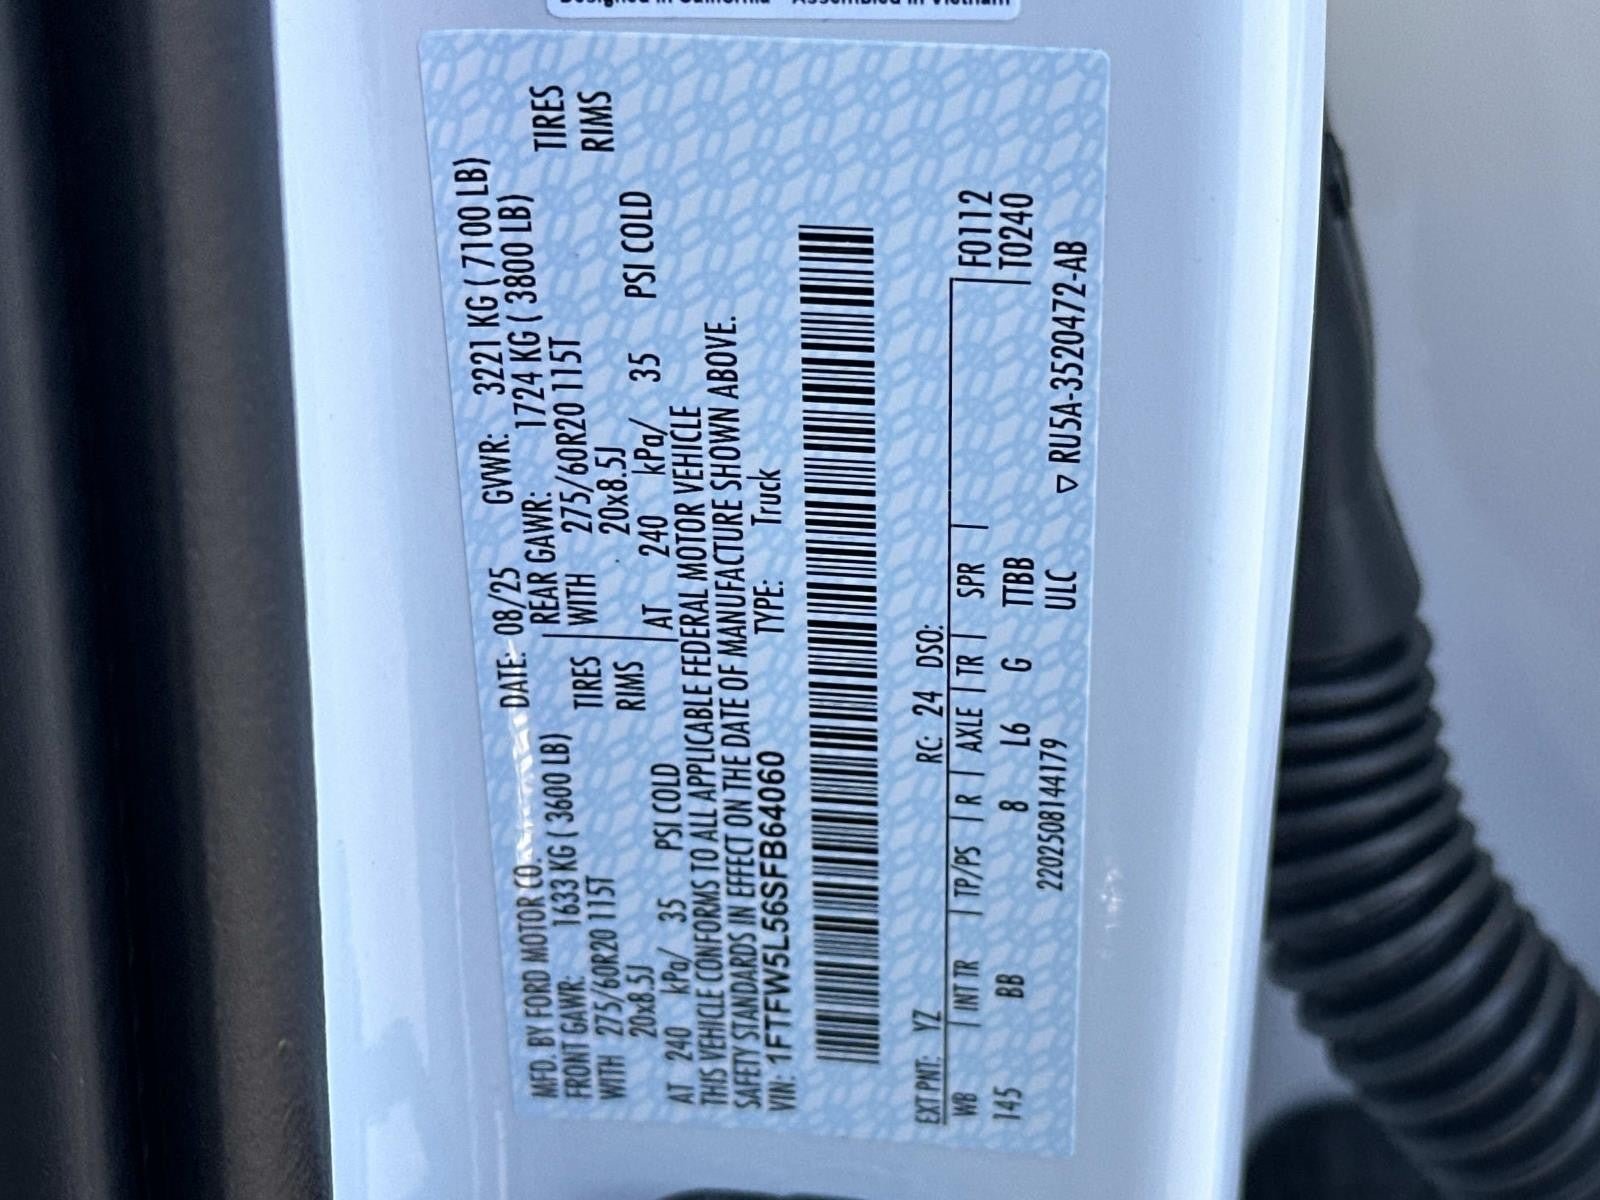 Designed in California Assembled in Vietnam
MFD. BY FORD MOTOR CO. DATE: 08/25 GVWR: 3221 KG ( 7100 LB)
FRONT GAWR: 1633 KG ( 3600 LB) REAR GAWR: 1724 KG ( 3800 LB)
WITH 275/60R20 115T TIRES WITH 275/60R20 115T TIRES
20x8.5J RIMS 20x8.5J RIMS
AT 240 kPa/ 35 PSI COLD AT 240 kPa/ 35 PSI COLD
THIS VEHICLE CONFORMS TO ALL APPLICABLE FEDERAL MOTOR VEHICLE
SAFETY STANDARDS IN EFFECT ON THE DATE OF MANUFACTURE SHOWN ABOVE.
VIN: 1FTFW5L56SFB64060 TYPE: Truck
EXT PNT: YZ RC: 24 DSO:
WB | INT TR | TP/PS | R | AXLE | TR | SPR | F0112
145 BB 8 L6 G TTBB T0240
2202508144179 ULC ▽ RU5A-3520472-AB